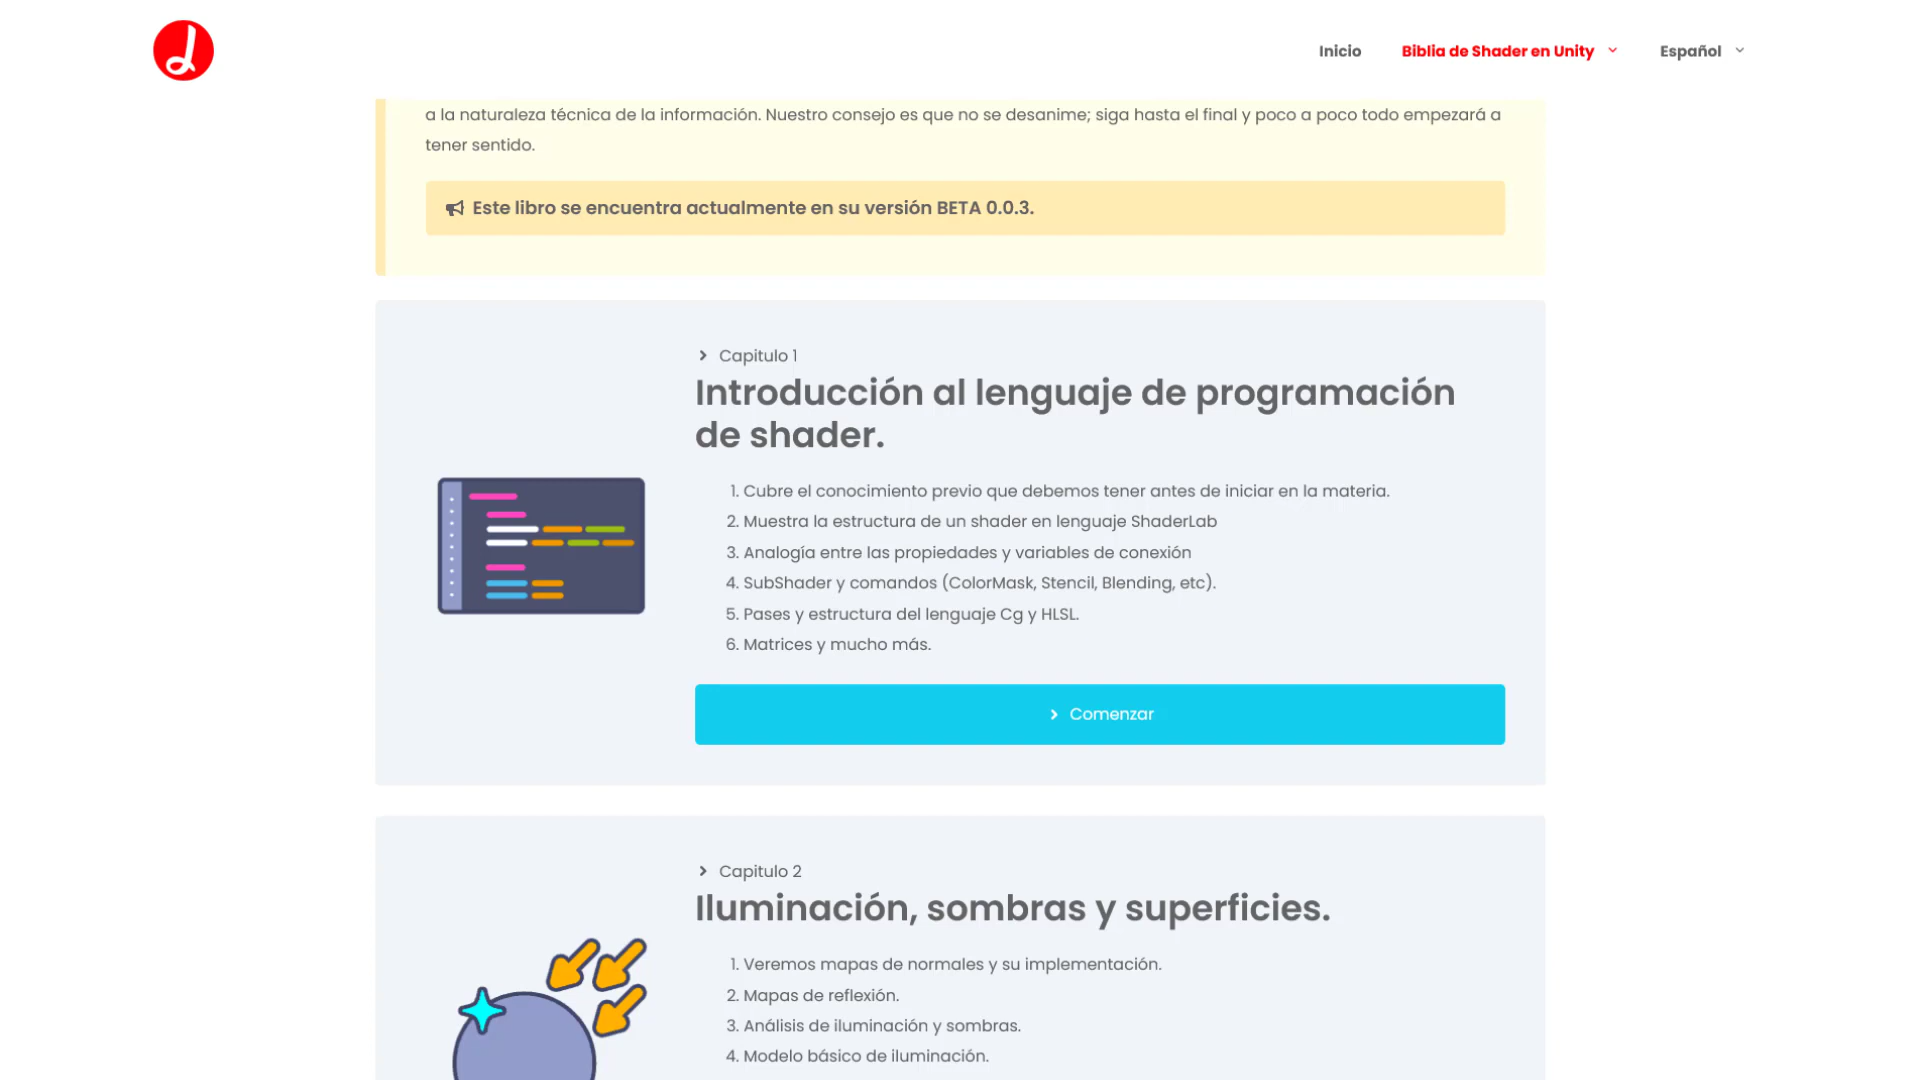 Inicio
Biblia de Shader en Unity
Español
a la naturaleza técnica de la información. Nuestro consejo es que no se desanime; siga hasta el final y poco a poco todo empezará a
tener sentido.
Este libro se encuentra actualmente en su versión BETA 0.0.3.
Capitulo 1
Introducción al lenguaje de programación
de shader.
1. Cubre el conocimiento previo que debemos tener antes de iniciar en la materia.
2. Muestra la estructura de un shader en lenguaje ShaderLab
3. Analogía entre las propiedades y variables de conexión
4. SubShader y comandos (ColorMask, Stencil, Blending, etc).
5. Pases y estructura del lenguaje Cg y HLSL.
6. Matrices y mucho más.
Comenzar
Capitulo 2
Iluminación, sombras y superficies.
1. Veremos mapas de normales y su implementación.
2. Mapas de reflexión.
3. Análisis de iluminación y sombras.
4. Modelo básico de iluminación.